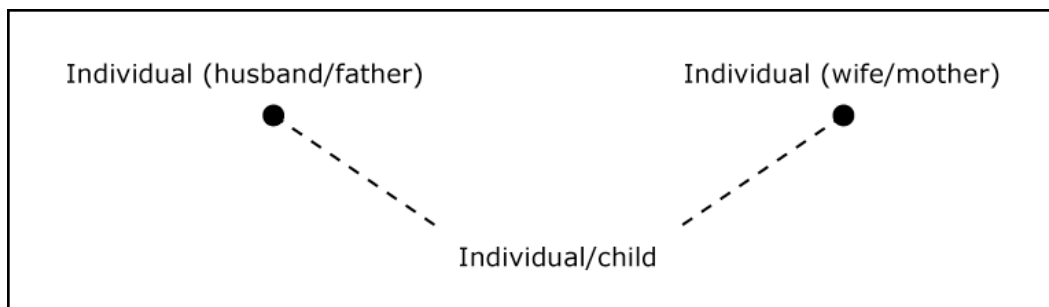 Individual (husband/father)
Individual (wife/mother)
Individual/child